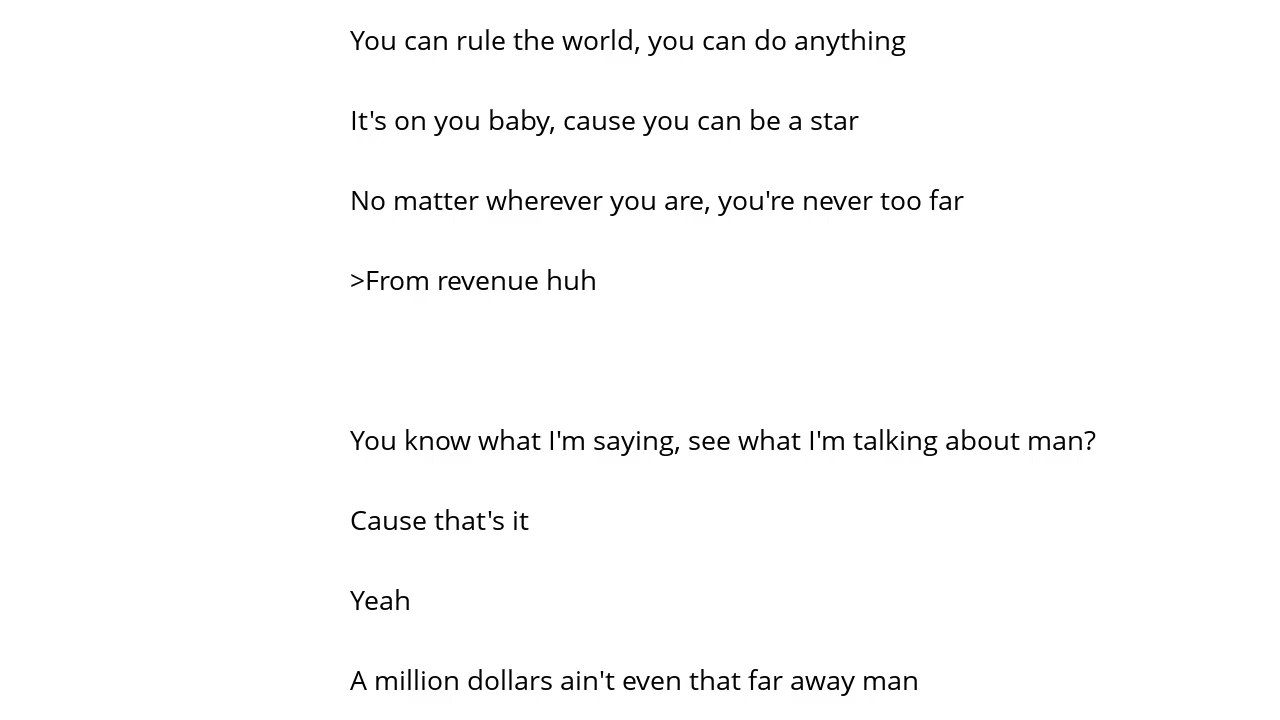 You can rule the world, you can do anything
It's on you baby, cause you can be a star
No matter wherever you are, you're never too far
>From revenue huh
You know what I'm saying, see what I'm talking about man?
Cause that's it
Yeah
A million dollars ain't even that far away man